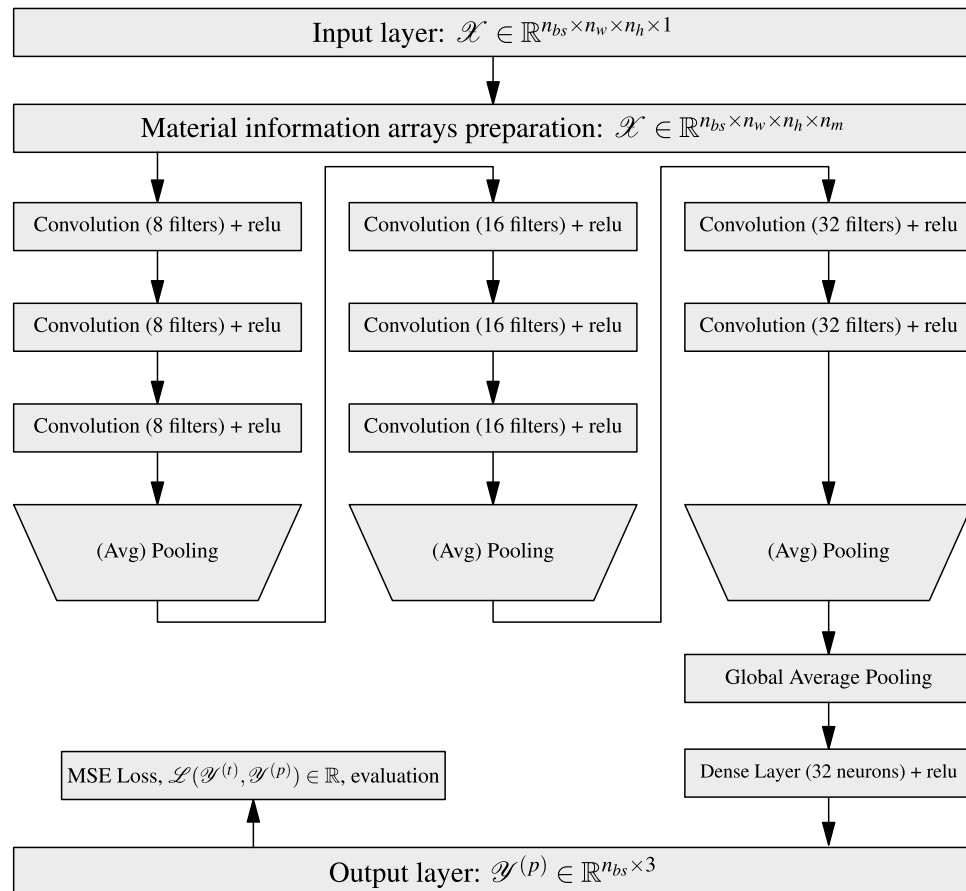 Input layer: 𝒳 ∈ ℝ^{n_{bs}×n_w×n_h×1}
Material information arrays preparation: 𝒳 ∈ ℝ^{n_{bs}×n_w×n_h×n_m}
Convolution (8 filters) + relu
Convolution (8 filters) + relu
Convolution (8 filters) + relu
(Avg) Pooling
Convolution (16 filters) + relu
Convolution (16 filters) + relu
Convolution (16 filters) + relu
(Avg) Pooling
Convolution (32 filters) + relu
Convolution (32 filters) + relu
(Avg) Pooling
Global Average Pooling
Dense Layer (32 neurons) + relu
Output layer: 𝒴^{(p)} ∈ ℝ^{n_{bs}×3}
MSE Loss, ℒ(𝒴^{(t)}, 𝒴^{(p)}) ∈ ℝ, evaluation